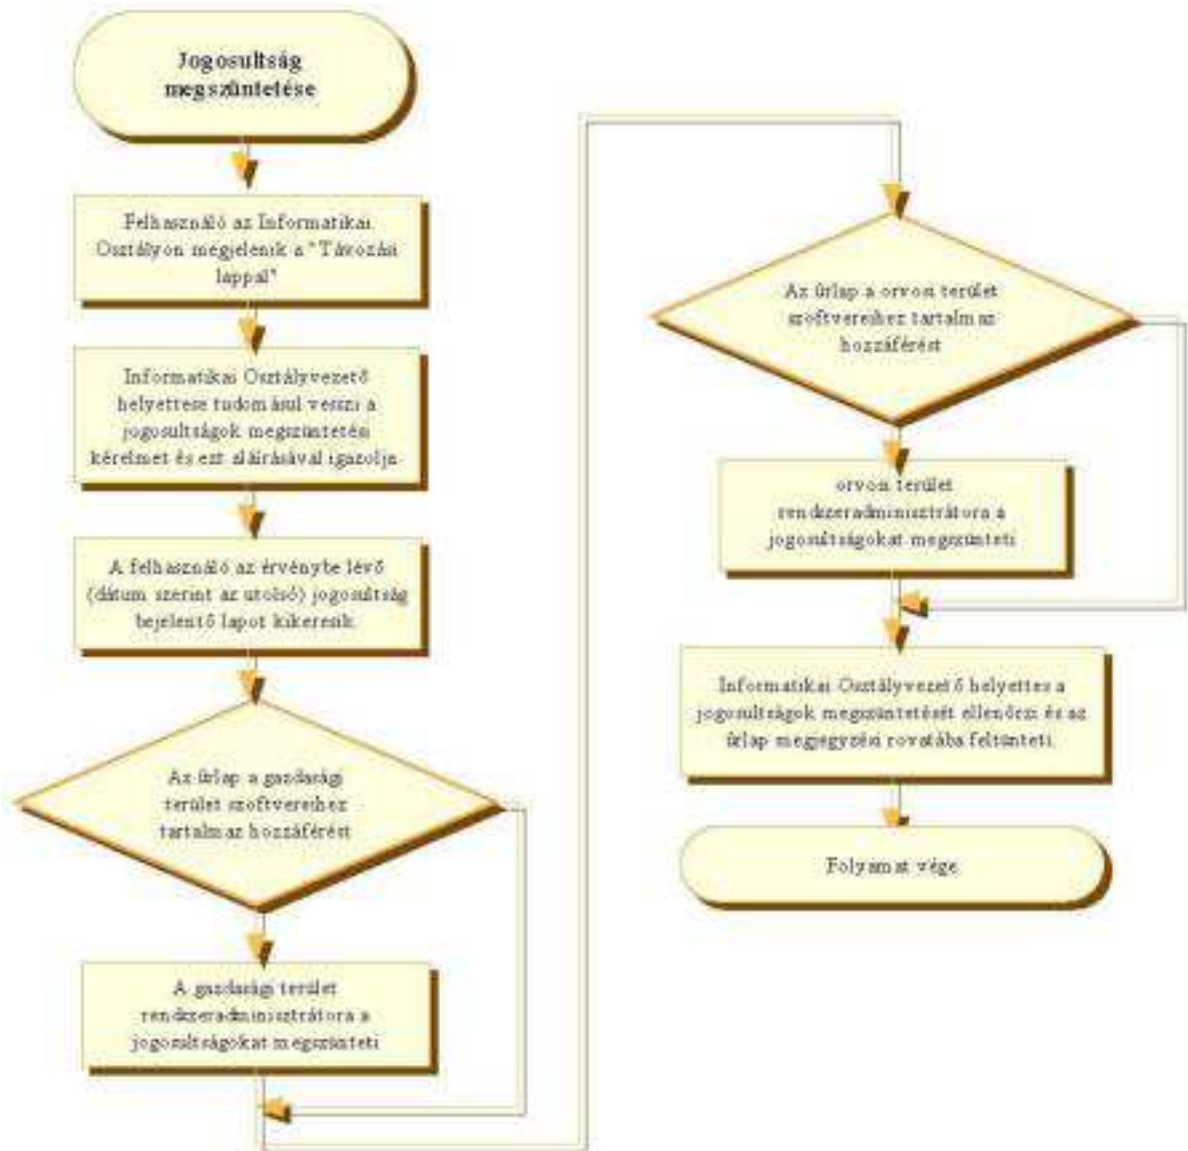 Jogosultság
megszüntetése
Felhasználó az Informatikai
Osztályon megjelenik a "Távozási
lappal"
Informatikai Osztályvezető
helyettese tudomásul veszi a
jogosultságok megszüntetési
kérelmet és ezt aláírásával igazolja
A felhasználó az érvénybe lévő
(dátum szerint az utolsó) jogosultság
bejelentő lapot kikeresik
Az űrlap a gazdasági
terület szoftvereihez
tartalmaz hozzáférést
A gazdasági terület
rendszeradminisztrátora a
jogosultságokat megszünteti
Az űrlap a orvosi terület
szoftvereihez tartalmaz
hozzáférést
orvosi terület
rendszeradminisztrátora a
jogosultságokat megszünteti
Informatikai Osztályvezető helyettes a
jogosultságok megszüntetését ellenőrzi és az
űrlap megjegyzési rovatába feltünteti.
Folyamat vége